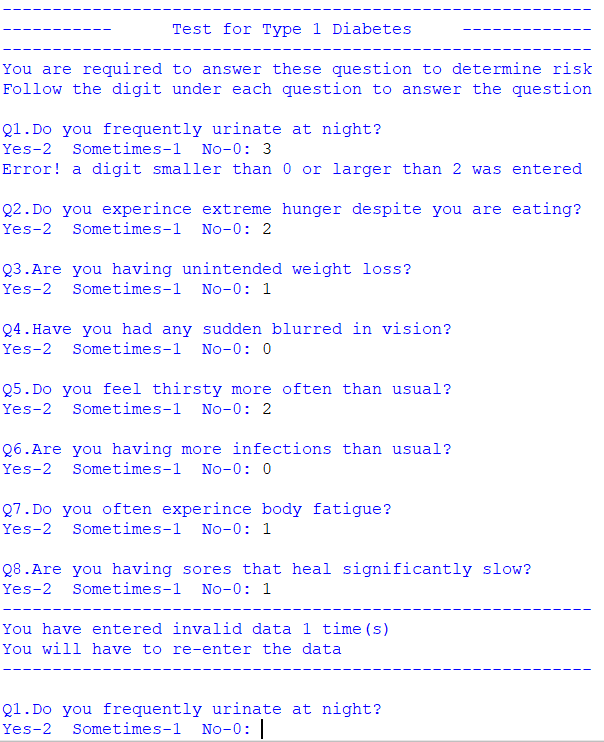 -----------------------------------------------------------
-----------      Test for Type 1 Diabetes     -------------
-----------------------------------------------------------
You are required to answer these question to determine risk
Follow the digit under each question to answer the question

Q1.Do you frequently urinate at night?
Yes-2  Sometimes-1  No-0: 3
Error! a digit smaller than 0 or larger than 2 was entered

Q2.Do you experince extreme hunger despite you are eating?
Yes-2  Sometimes-1  No-0: 2

Q3.Are you having unintended weight loss?
Yes-2  Sometimes-1  No-0: 1

Q4.Have you had any sudden blurred in vision?
Yes-2  Sometimes-1  No-0: 0

Q5.Do you feel thirsty more often than usual?
Yes-2  Sometimes-1  No-0: 2

Q6.Are you having more infections than usual?
Yes-2  Sometimes-1  No-0: 0

Q7.Do you often experince body fatigue?
Yes-2  Sometimes-1  No-0: 1

Q8.Are you having sores that heal significantly slow?
Yes-2  Sometimes-1  No-0: 1
-----------------------------------------------------------
You have entered invalid data 1 time(s)
You will have to re-enter the data
-----------------------------------------------------------

Q1.Do you frequently urinate at night?
Yes-2  Sometimes-1  No-0: